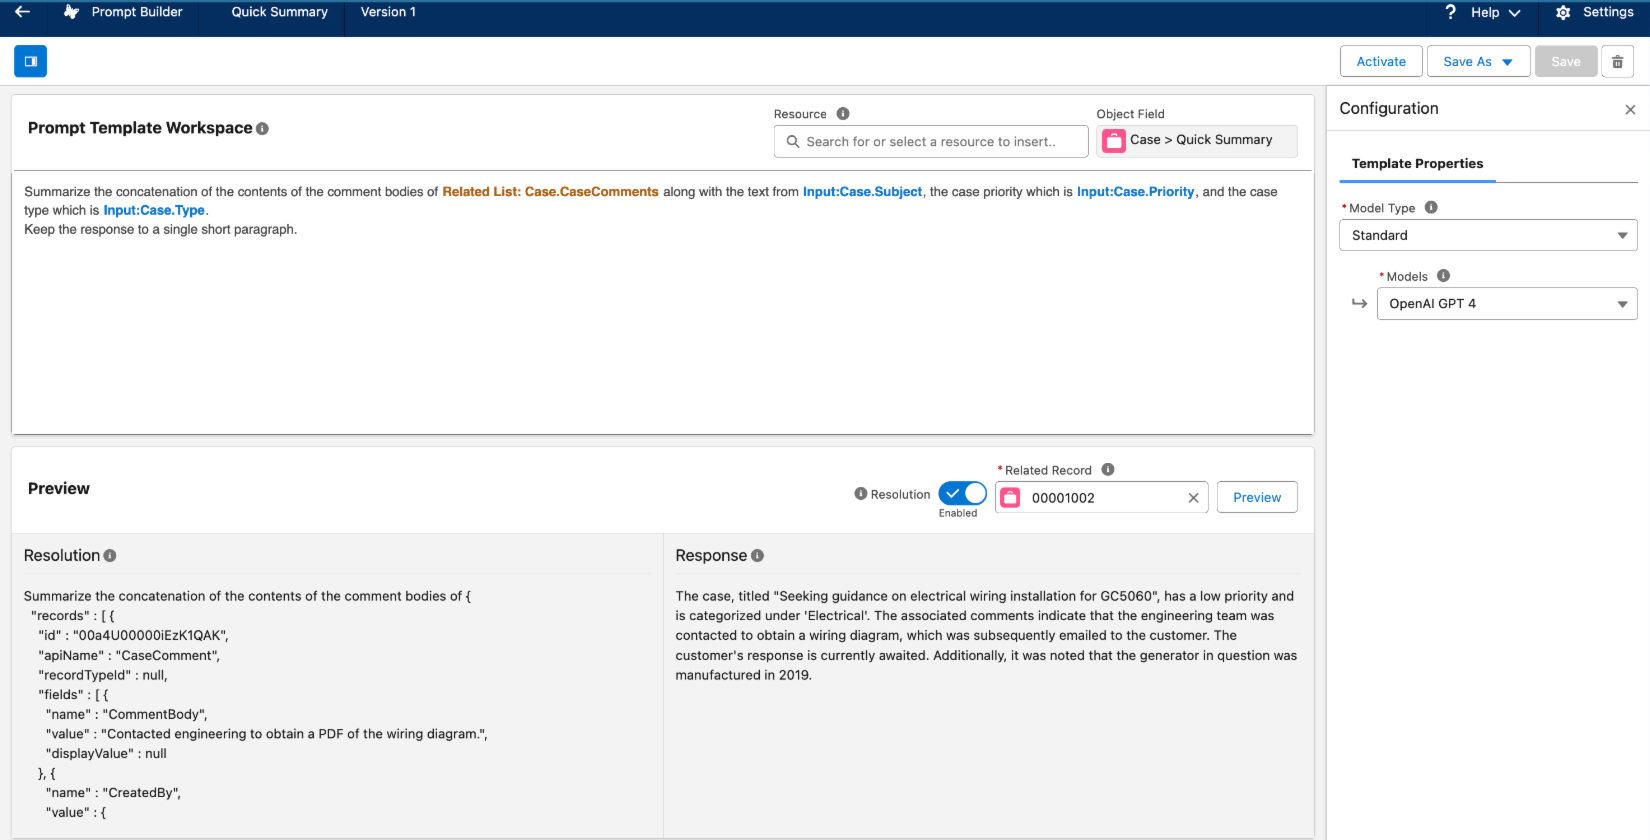 Prompt Builder
Quick Summary
Version 1
? Help
Settings
Activate
Save As
Save
Prompt Template Workspace
Resource
Search for or select a resource to insert..
Object Field
Case > Quick Summary
Summarize the concatenation of the contents of the comment bodies of Related List: Case.CaseComments along with the text from Input:Case.Subject, the case priority which is Input:Case.Priority, and the case
type which is Input:Case.Type.
Keep the response to a single short paragraph.
Preview
Resolution
Enabled
* Related Record
00001002
Preview
Resolution
Summarize the concatenation of the contents of the comment bodies of {
"records" : [ {
"id" : "00a4U00000iEzK1QAK",
"apiName" : "CaseComment",
"recordTypeId" : null,
"fields" : [ {
"name" : "CommentBody",
"value" : "Contacted engineering to obtain a PDF of the wiring diagram.",
"displayValue" : null
}, {
"name" : "CreatedBy",
"value" : {
Response
The case, titled "Seeking guidance on electrical wiring installation for GC5060", has a low priority and
is categorized under 'Electrical'. The associated comments indicate that the engineering team was
contacted to obtain a wiring diagram, which was subsequently emailed to the customer. The
customer's response is currently awaited. Additionally, it was noted that the generator in question was
manufactured in 2019.
Configuration
Template Properties
* Model Type
Standard
* Models
OpenAI GPT 4